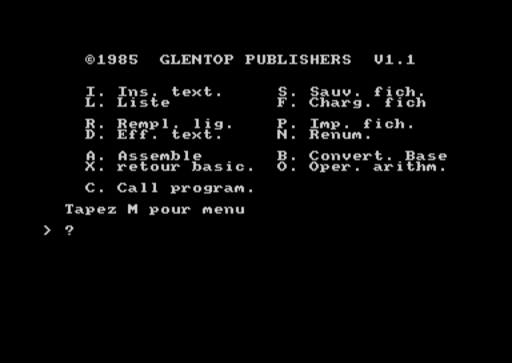 ©1985 GLENTOP PUBLISHERS V1.1
I. Ins. text. S. Sauv. fich.
L. Liste F. Charg. fich
R. Rempl. lig. P. Imp. fich.
D. Eff. text. N. Renum.
A. Assemble B. Convert. Base
X. retour basic. O. Oper. arithm.
C. Call program.
Tapez M pour menu
> ?